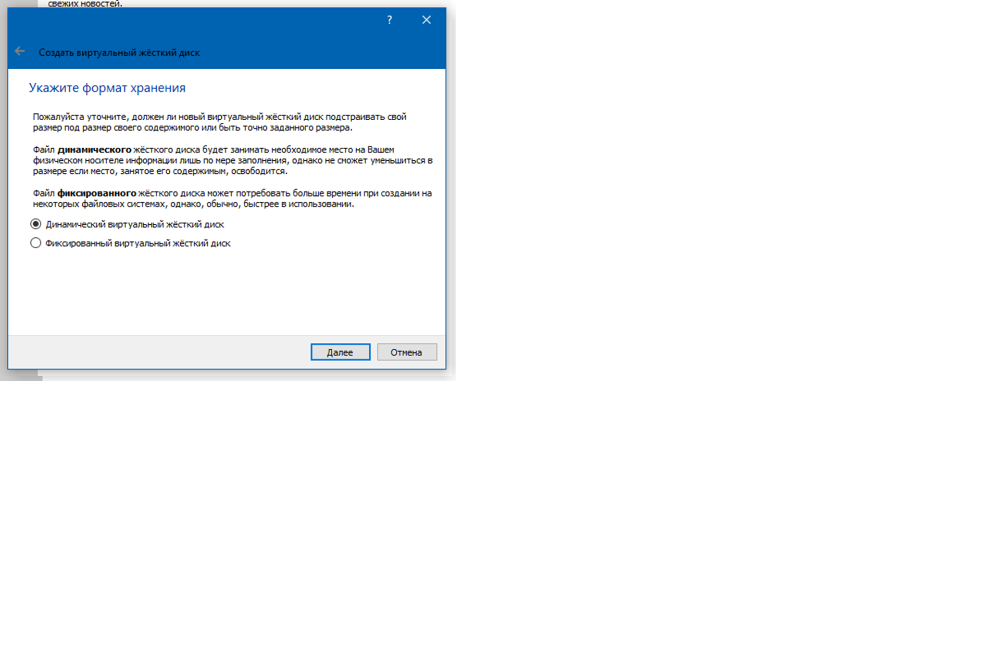 свежих новостей.
?
Создать виртуальный жёсткий диск
Укажите формат хранения
Пожалуйста уточните, должен ли новый виртуальный жёсткий диск подстраивать свой
размер под размер своего содержимого или быть точно заданного размера.
Файл динамического жёсткого диска будет занимать необходимое место на Вашем
физическом носителе информации лишь по мере заполнения, однако не сможет уменьшиться в
размере если место, занятое его содержимым, освободится.
Файл фиксированного жёсткого диска может потребовать больше времени при создании на
некоторых файловых системах, однако, обычно, быстрее в использовании.
Динамический виртуальный жёсткий диск
Фиксированный виртуальный жёсткий диск
Далее
Отмена